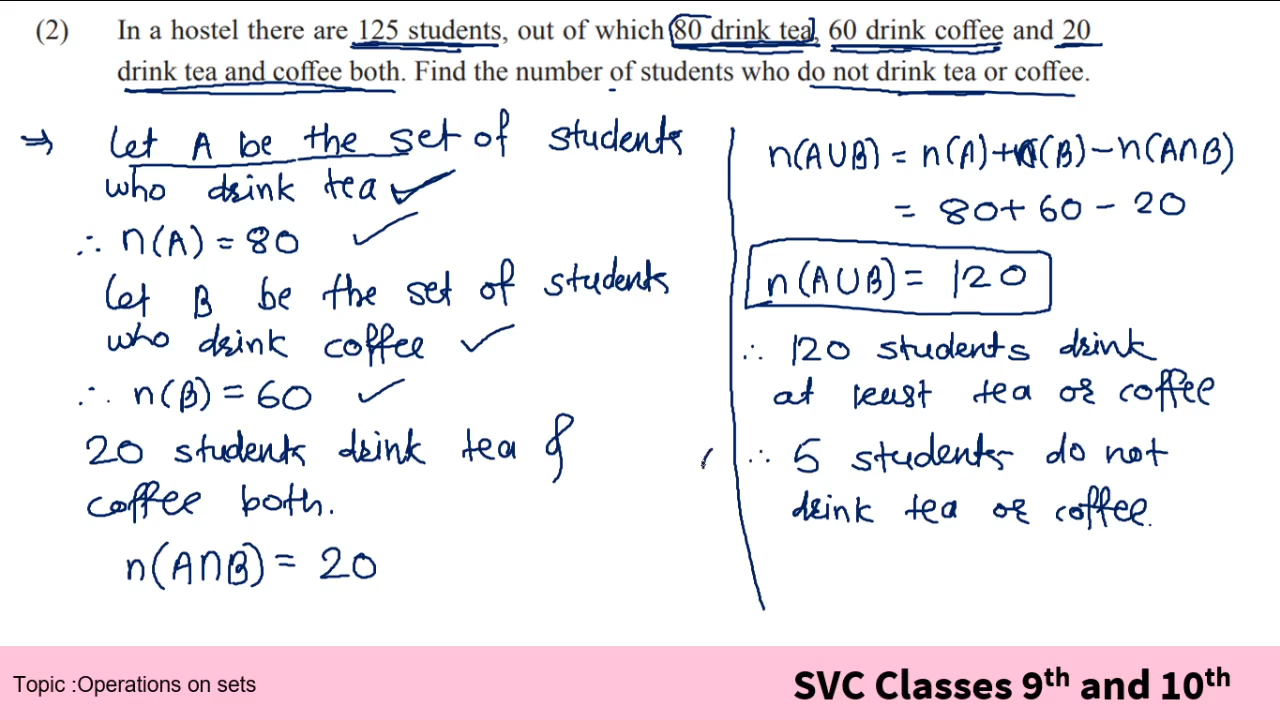 (2) In a hostel there are 125 students, out of which 80 drink tea, 60 drink coffee and 20
drink tea and coffee both. Find the number of students who do not drink tea or coffee.
⇒ Let A be the set of students
who drink tea ✓
∴ n(A) = 80 ✓
Let B be the set of students
who drink coffee ✓
∴ n(B) = 60 ✓
20 students drink tea &
coffee both.
n(A∩B) = 20
n(A∪B) = n(A)+n(B)-n(A∩B)
= 80+60-20
n(A∪B) = 120
∴ 120 students drink
at least tea or coffee
∴ 5 students do not
drink tea or coffee.
Topic :Operations on sets
SVC Classes 9th and 10th